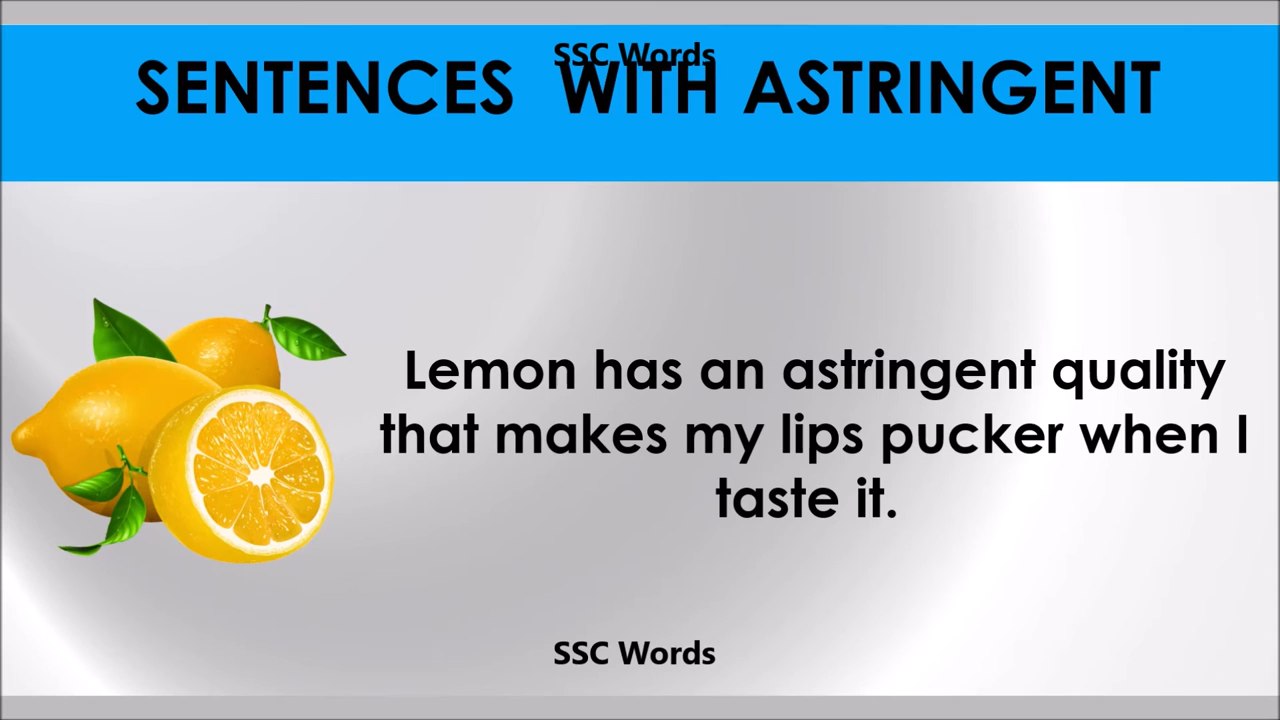 SSC Words
SENTENCES WITH ASTRINGENT
Lemon has an astringent quality
that makes my lips pucker when I
taste it.
SSC Words